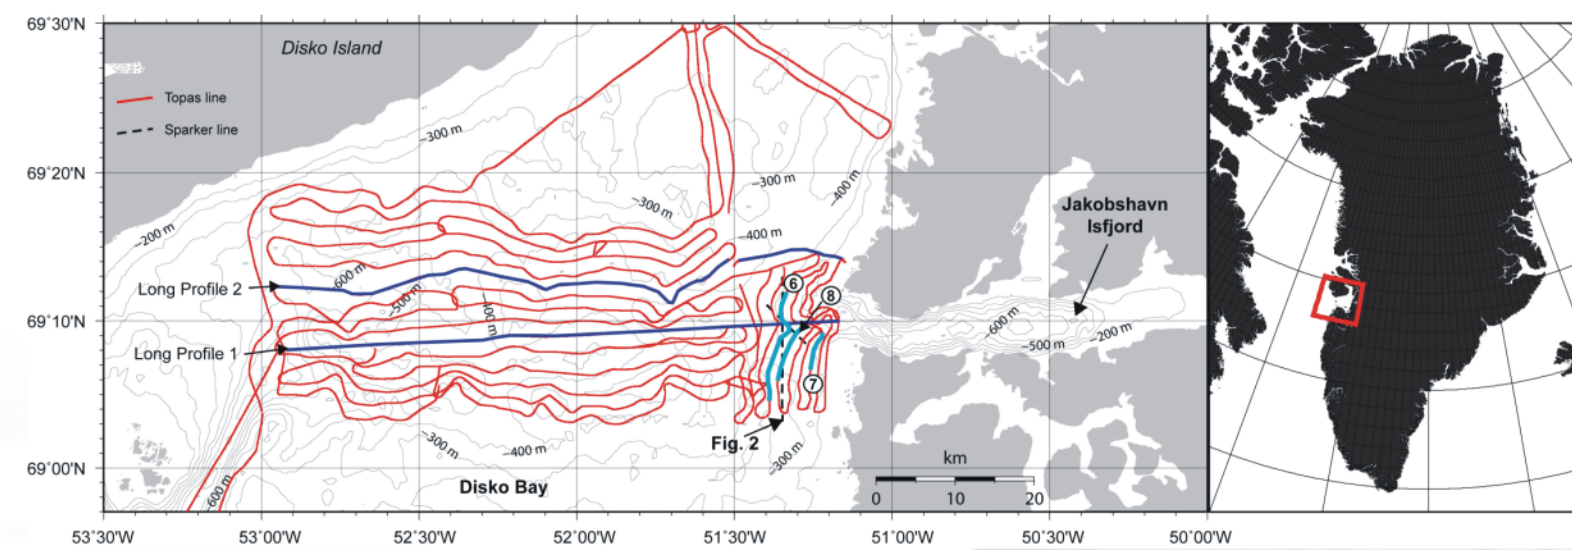 69°30'N
Disko Island
Topas line
Sparker line
−300 m
69°20'N
−300 m
−300 m
−400 m
−200 m
−400 m
Jakobshavn
Isfjord
Long Profile 2
−600 m
−500 m
−400 m
6
8
69°10'N
−600 m
−500 m
−200 m
Long Profile 1
7
Fig. 2
−300 m
−400 m
−300 m
km
0
10
20
69°00'N
−600 m
Disko Bay
53°30'W
53°00'W
52°30'W
52°00'W
51°30'W
51°00'W
50°30'W
50°00'W